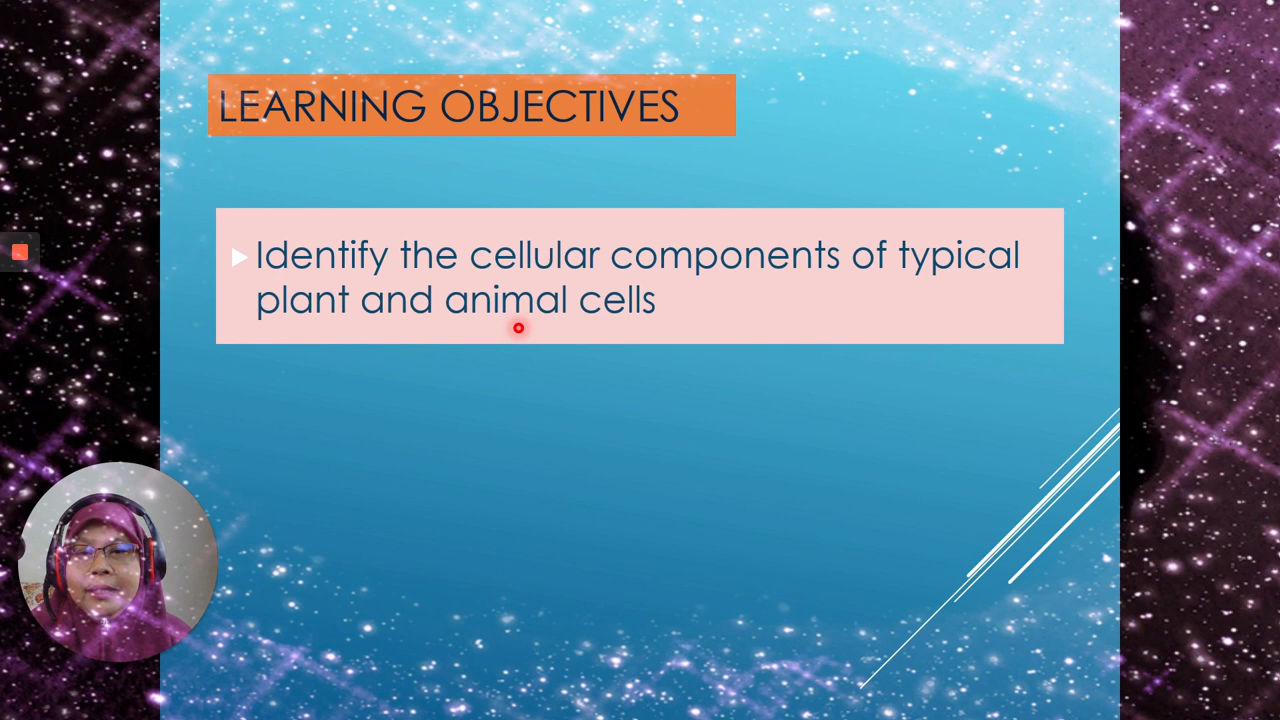 LEARNING OBJECTIVES
Identify the cellular components of typical
plant and animal cells